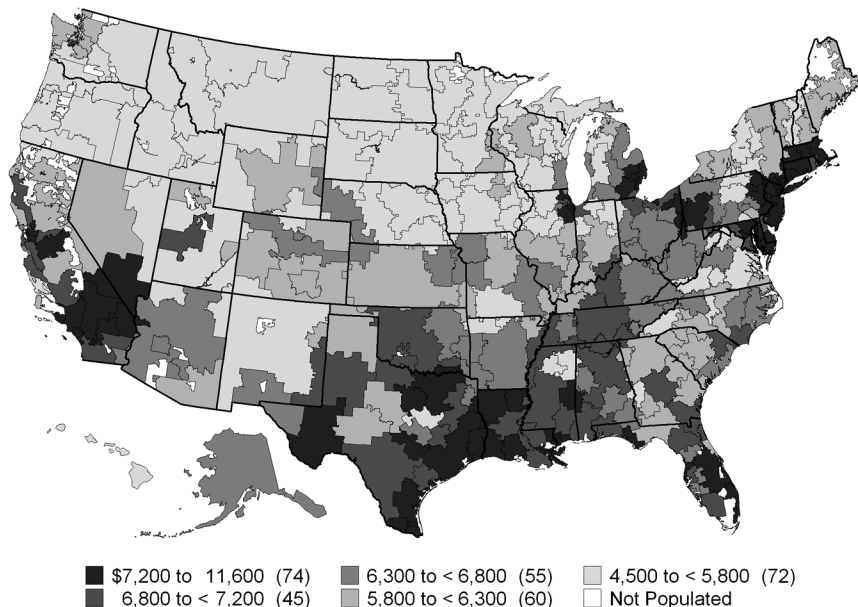 $7,200 to 11,600 (74)
6,300 to < 6,800 (55)
4,500 to < 5,800 (72)
6,800 to < 7,200 (45)
5,800 to < 6,300 (60)
Not Populated